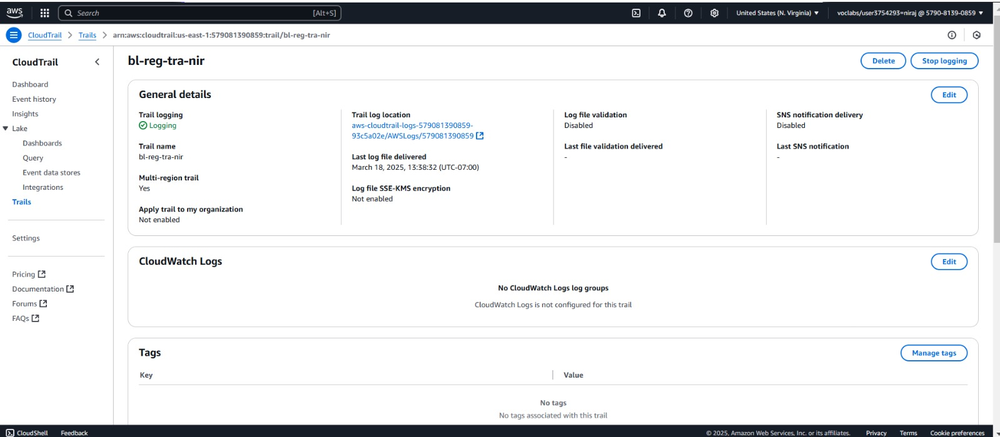 aws
Search
[Alt+S]
United States (N. Virginia)
voclabs/user3754293=niraj @ 5790-8139-0859
CloudTrail
Trails
arn:aws:cloudtrail:us-east-1:579081390859:trail/bl-reg-tra-nir
CloudTrail
Dashboard
Event history
Insights
Lake
Dashboards
Query
Event data stores
Integrations
Trails
Settings
Pricing
Documentation
Forums
FAQs
bl-reg-tra-nir
Delete
Stop logging
General details
Edit
Trail logging
Logging
Trail name
bl-reg-tra-nir
Multi-region trail
Yes
Apply trail to my organization
Not enabled
Trail log location
aws-cloudtrail-logs-579081390859-
93c5a02e/AWSLogs/579081390859
Last log file delivered
March 18, 2025, 13:38:32 (UTC-07:00)
Log file SSE-KMS encryption
Not enabled
Log file validation
Disabled
Last file validation delivered
-
SNS notification delivery
Disabled
Last SNS notification
-
CloudWatch Logs
Edit
No CloudWatch Logs log groups
CloudWatch Logs is not configured for this trail
Tags
Manage tags
Key
Value
No tags
No tags associated with this trail
CloudShell
Feedback
© 2025, Amazon Web Services, Inc. or its affiliates.
Privacy
Terms
Cookie preferences